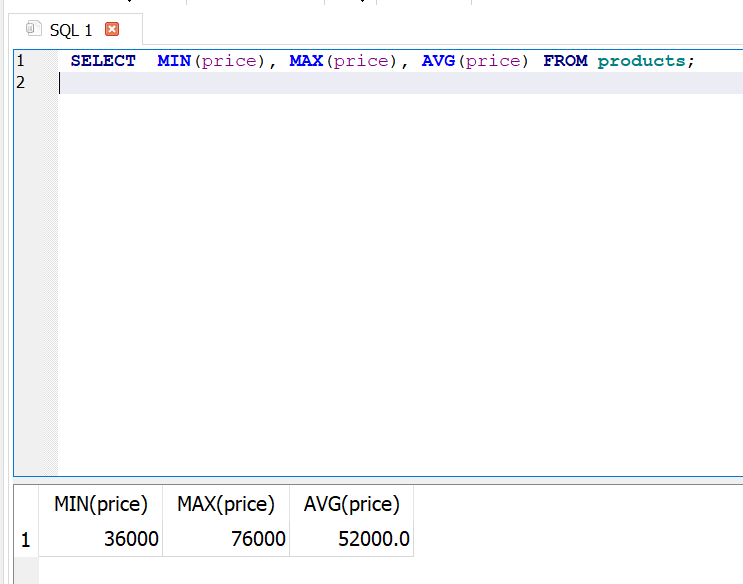 SQL 1
1 SELECT MIN(price), MAX(price), AVG(price) FROM products;
2
MIN(price) MAX(price) AVG(price)
1 36000 76000 52000.0